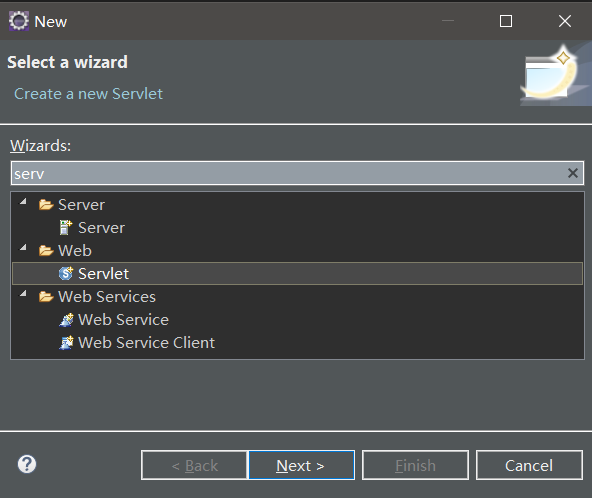 New
Select a wizard
Create a new Servlet
Wizards:
serv
Server
Server
Web
Servlet
Web Services
Web Service
Web Service Client
< Back
Next >
Finish
Cancel